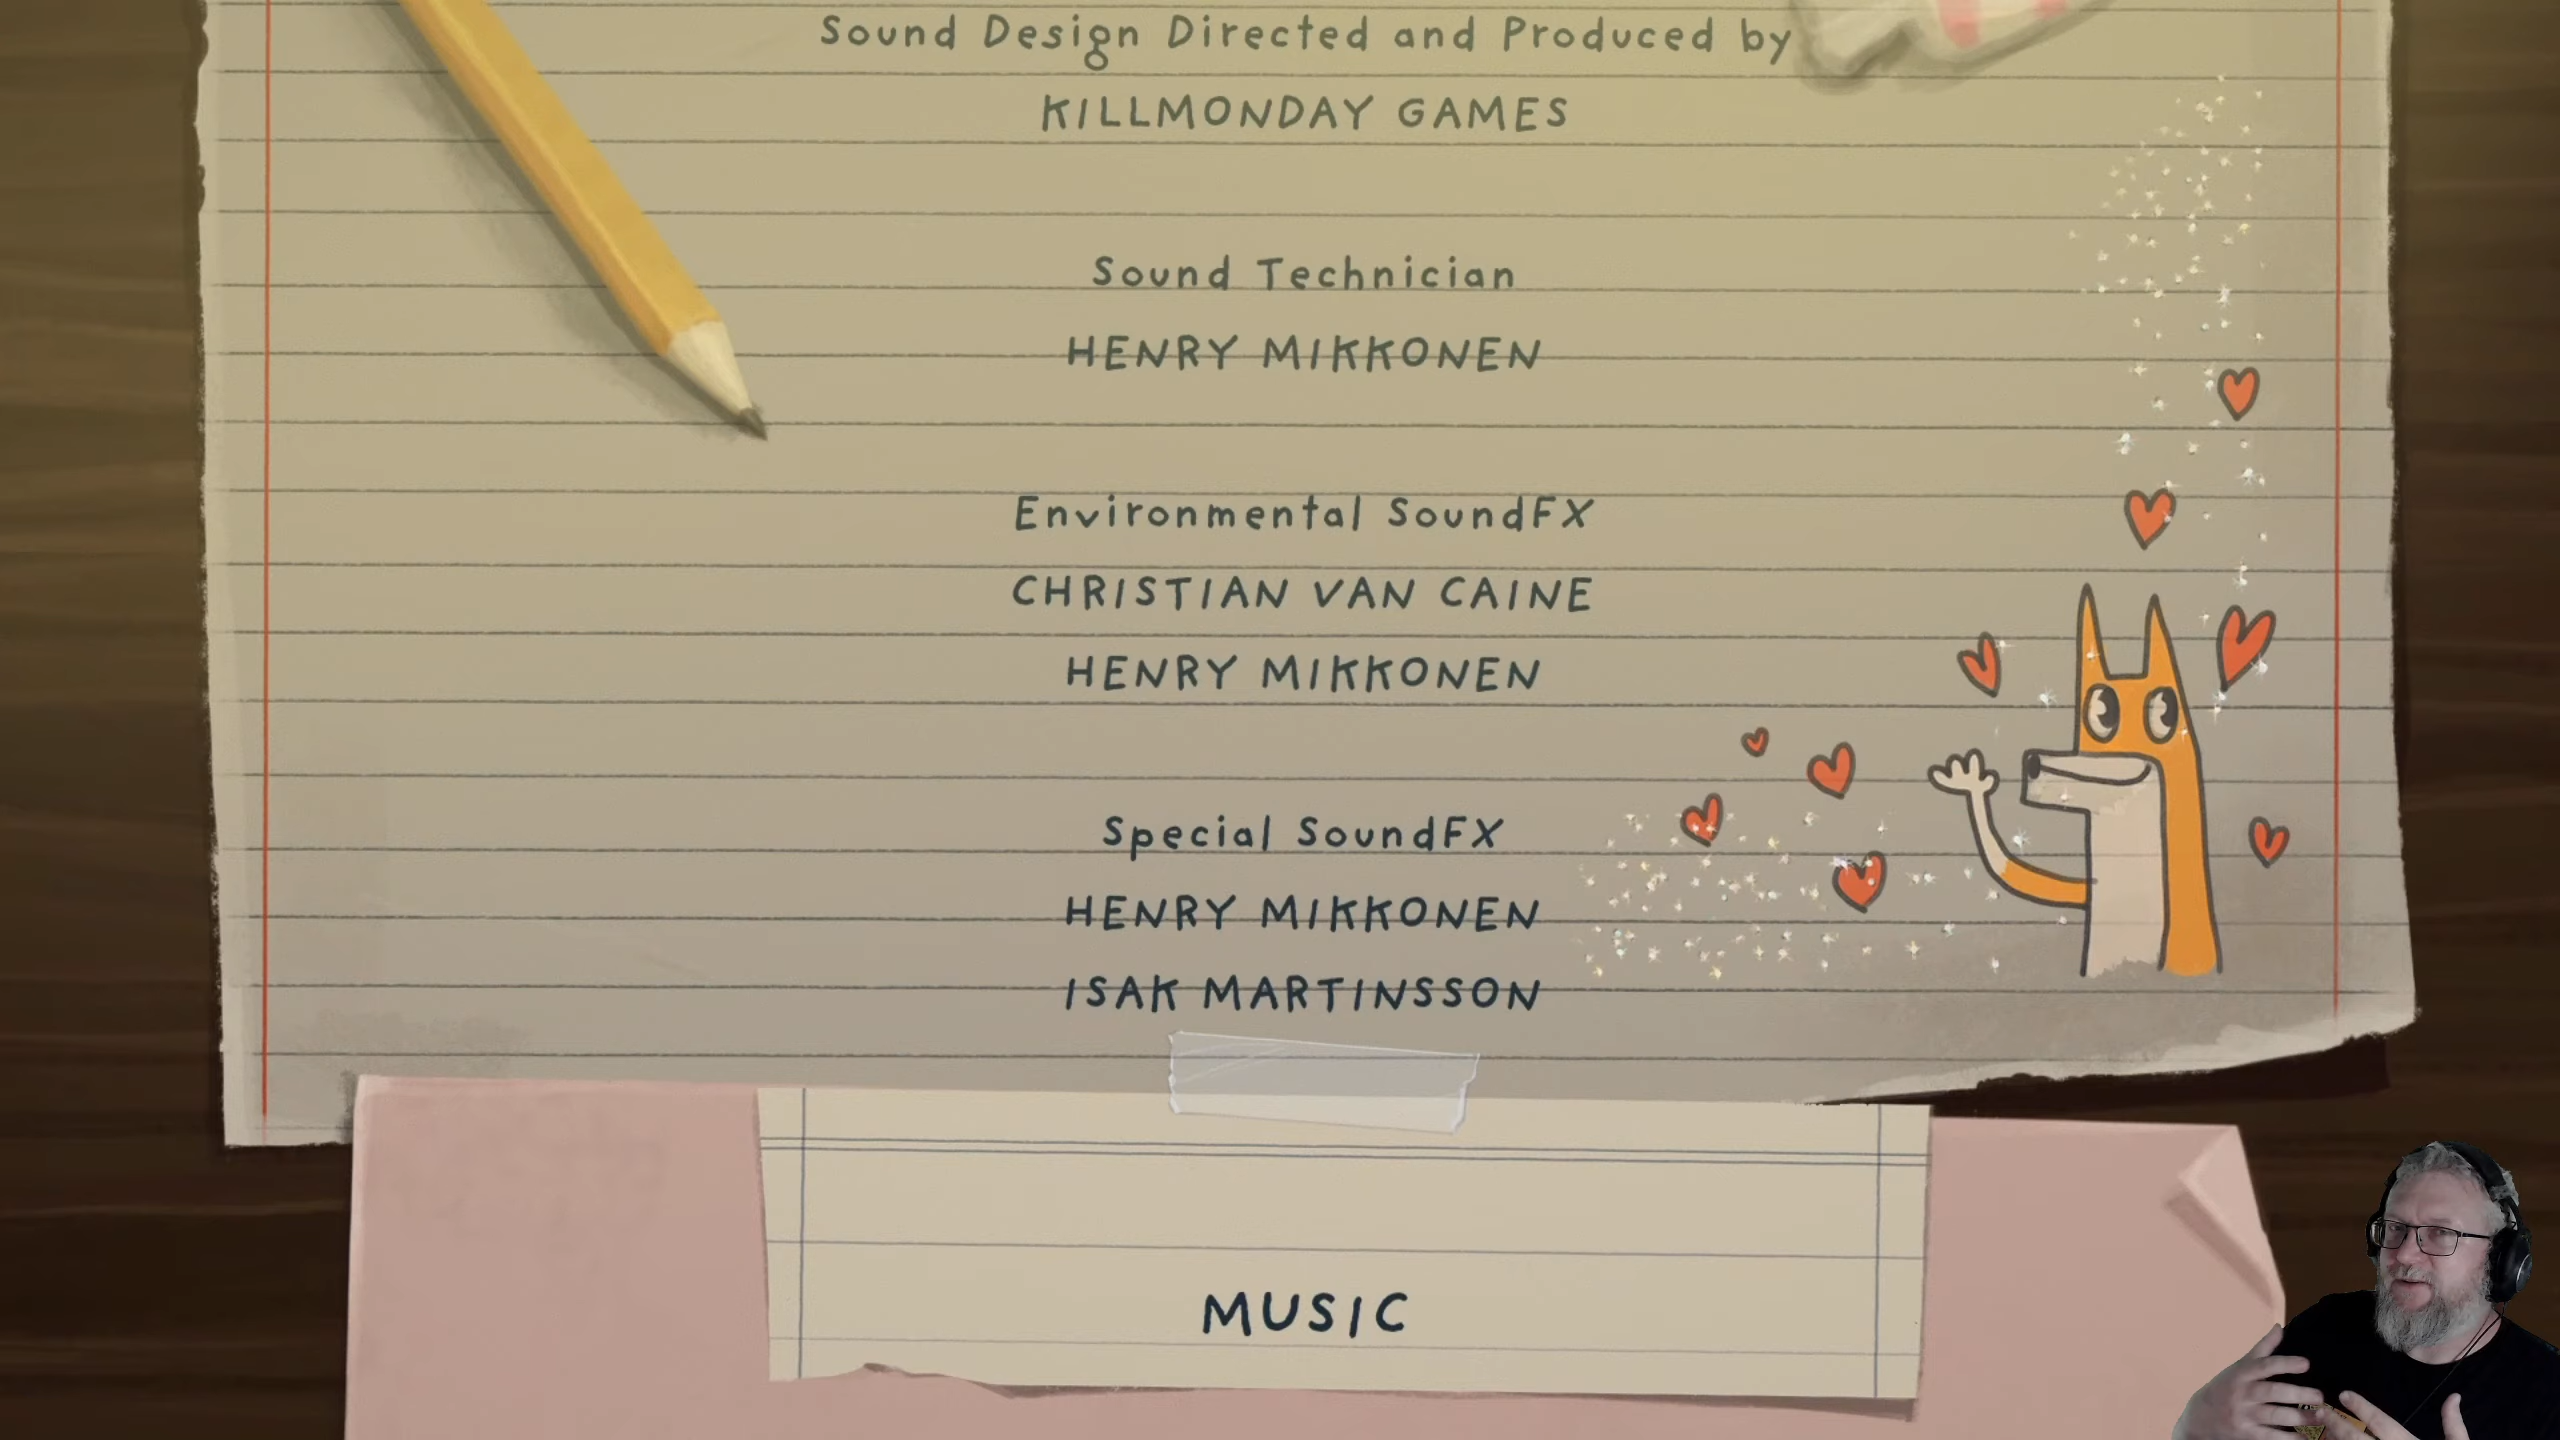 Sound Design Directed and Produced by
KILLMONDAY GAMES
Sound Technician
HENRY MIKKONEN
Environmental SoundFX
CHRISTIAN VAN CAINE
HENRY MIKKONEN
Special SoundFX
HENRY MIKKONEN
ISAK MARTINSSON
MUSIC